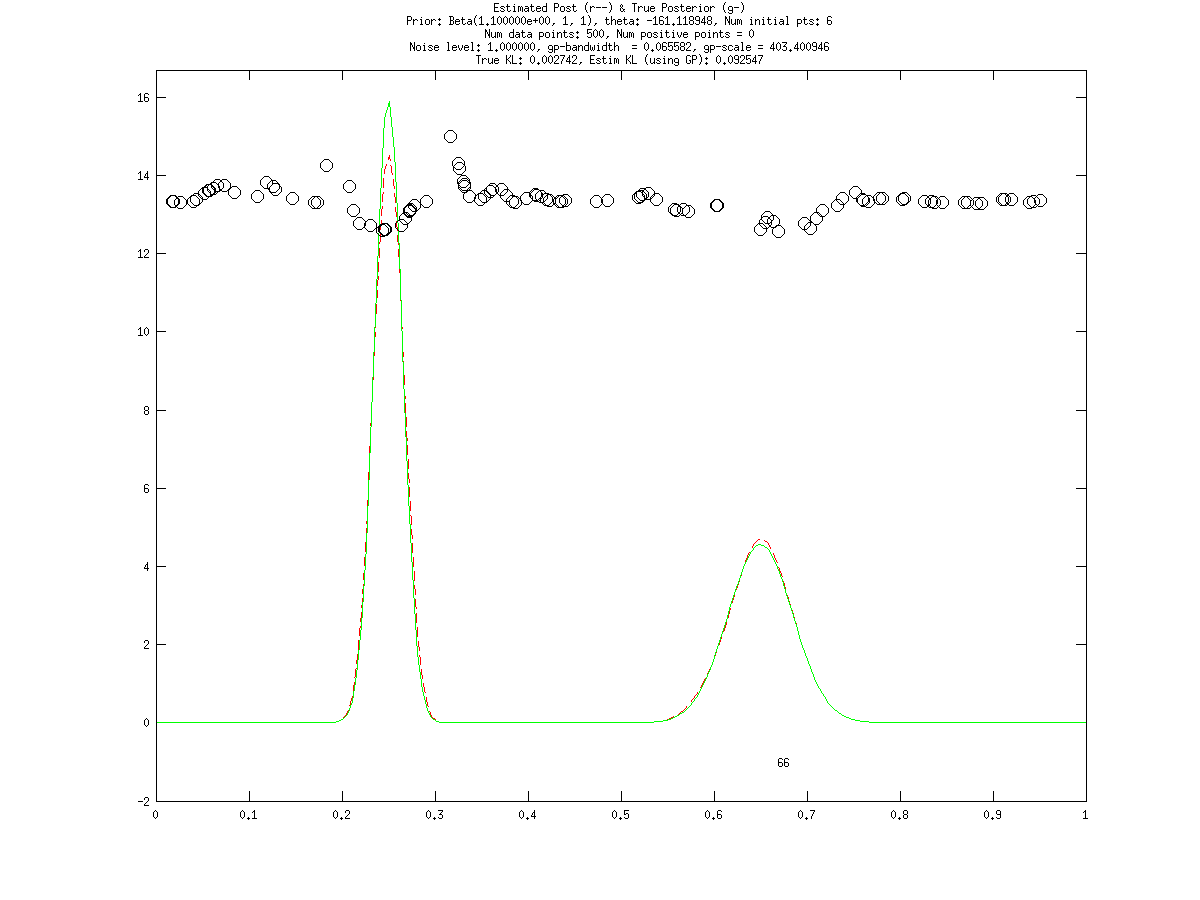 Estimated Post (r--) & True Posterior (g-)
Prior: Beta(1.100000e+00, 1, 1), theta: -161.118948, Num initial pts: 6
Num data points: 500, Num positive points = 0
Noise level: 1.000000, gp-bandwidth  = 0.065582, gp-scale = 403.400946
True KL: 0.002742, Estim KL (using GP): 0.092547
16
14
12
10
8
6
4
2
0
66
-2
0 0.1 0.2 0.3 0.4 0.5 0.6 0.7 0.8 0.9 1